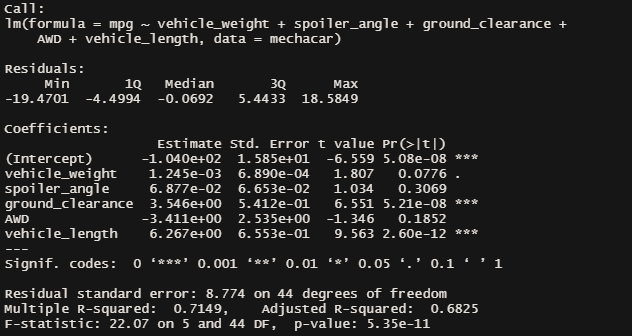 Call:
lm(formula = mpg ~ vehicle_weight + spoiler_angle + ground_clearance +
    AWD + vehicle_length, data = mechacar)

Residuals:
     Min       1Q   Median       3Q      Max
-19.4701  -4.4994  -0.0692   5.4433  18.5849

Coefficients:
                   Estimate Std. Error t value Pr(>|t|)
(Intercept)      -1.040e+02  1.585e+01  -6.559 5.08e-08 ***
vehicle_weight    1.245e-03  6.890e-04   1.807   0.0776 .
spoiler_angle     6.877e-02  6.653e-02   1.034   0.3069
ground_clearance  3.546e+00  5.412e-01   6.551 5.21e-08 ***
AWD              -3.411e+00  2.535e+00  -1.346   0.1852
vehicle_length    6.267e+00  6.553e-01   9.563 2.60e-12 ***
---
Signif. codes:  0 ‘***’ 0.001 ‘**’ 0.01 ‘*’ 0.05 ‘.’ 0.1 ‘ ’ 1

Residual standard error: 8.774 on 44 degrees of freedom
Multiple R-squared:  0.7149,    Adjusted R-squared:  0.6825
F-statistic: 22.07 on 5 and 44 DF,  p-value: 5.35e-11